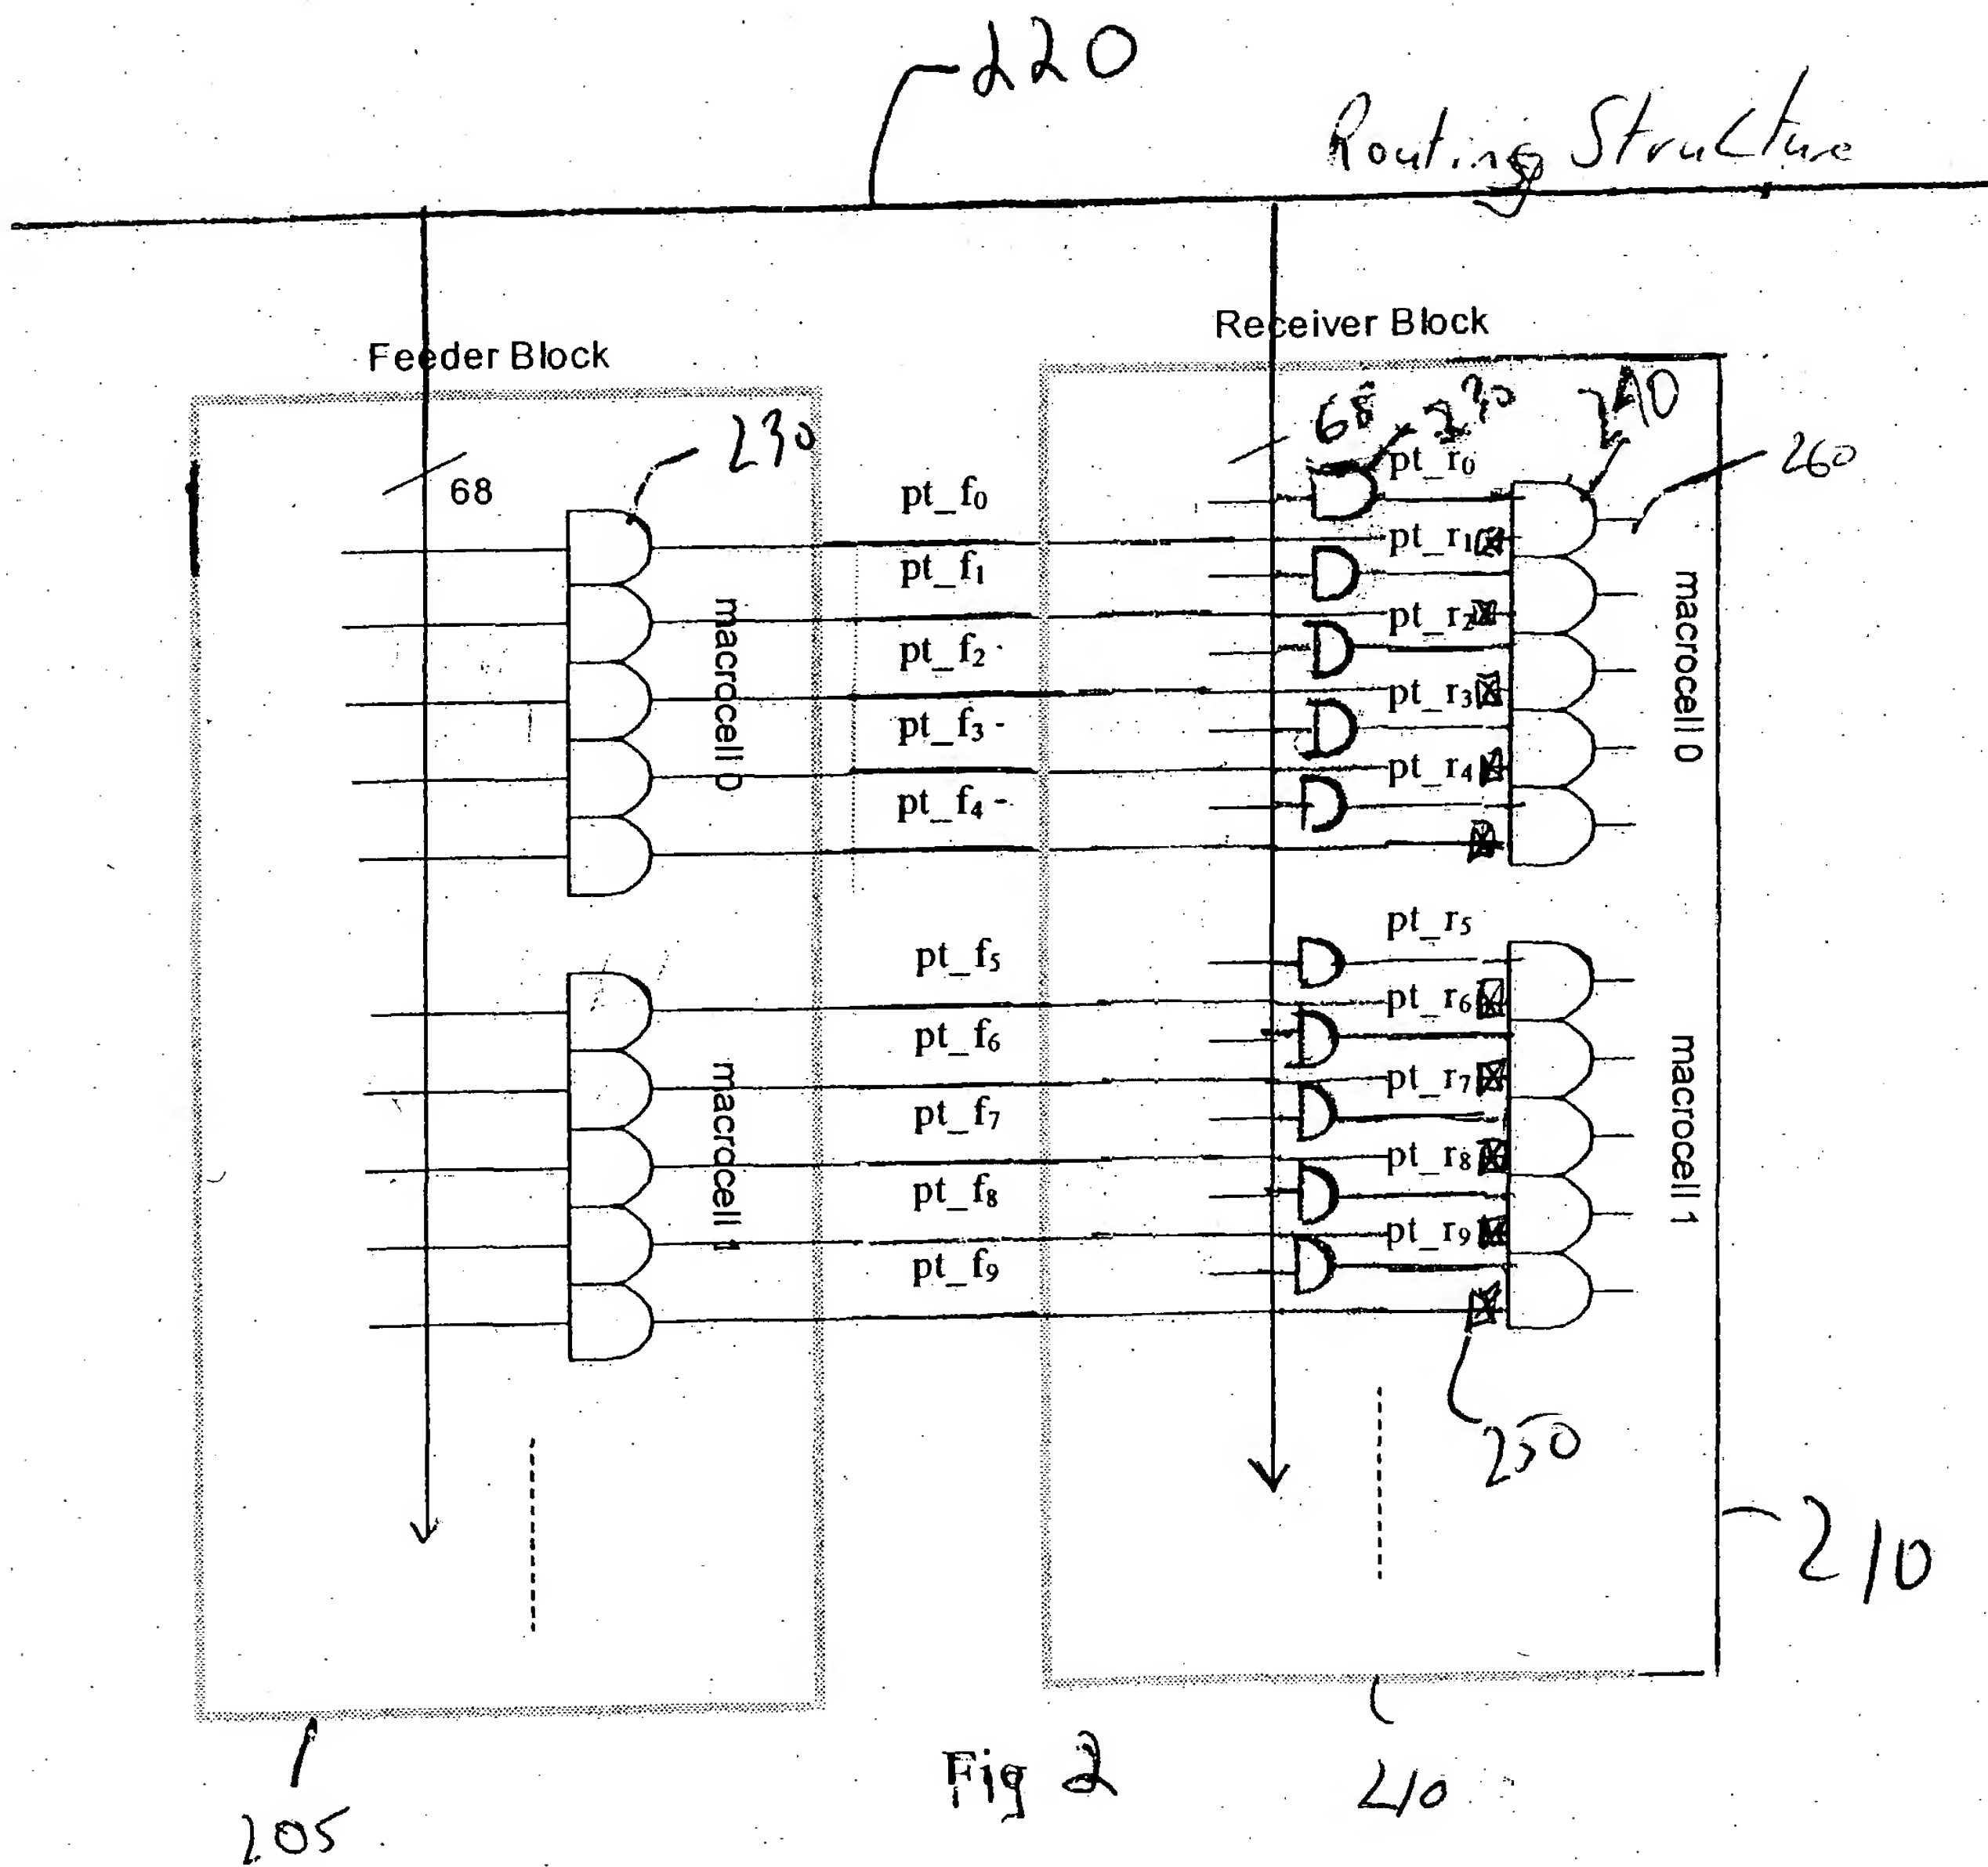 220
Routing Structure
Receiver Block
Feeder Block
68
230
68
240
260
pt_r0
pt_f0
pt_r1
pt_f1
pt_r2
pt_f2
pt_r3
pt_f3
pt_r4
pt_f4
macrocell 0
macrocell 0
pt_r5
pt_f5
pt_r6
pt_f6
pt_r7
pt_f7
pt_r8
pt_f8
pt_r9
pt_f9
macrocell 1
macrocell 1
250
210
Fig 2
210
205